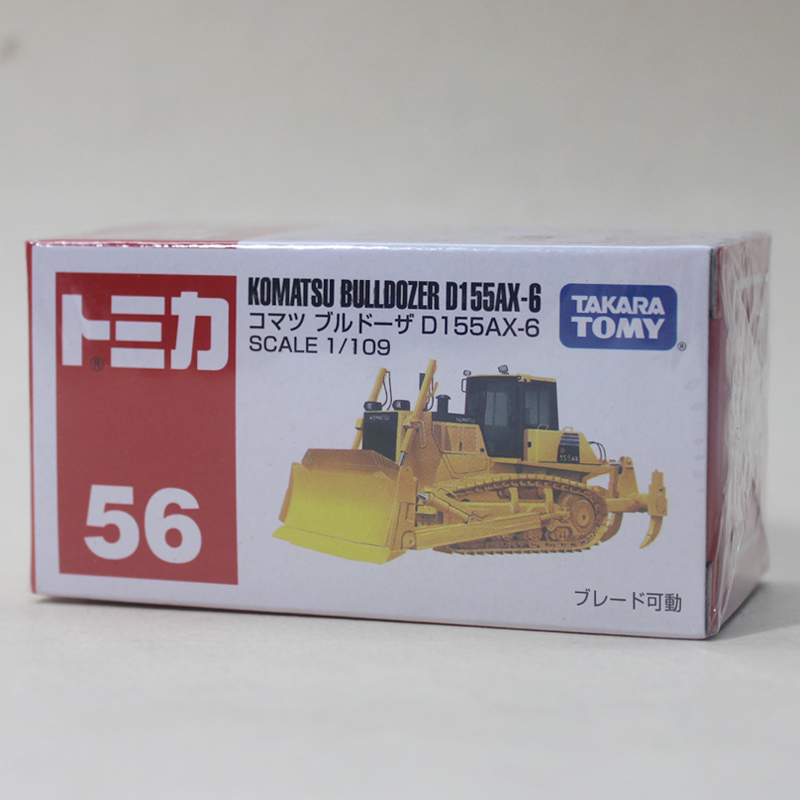 トミカ
®
56
KOMATSU BULLDOZER D155AX-6
コマツ ブルドーザ D155AX-6
SCALE 1/109
TAKARA
TOMY
®
KOMATSU
ブレード可動